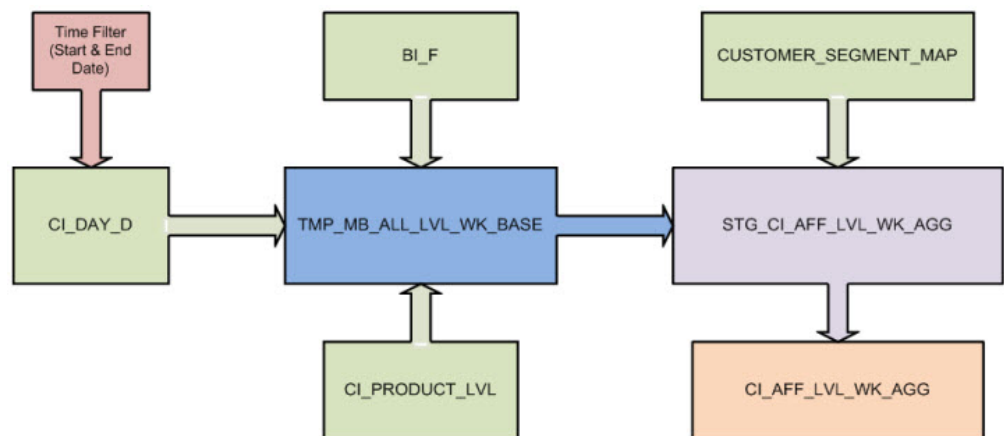 Time Filter
(Start & End
Date)
BI_F
CUSTOMER_SEGMENT_MAP
CI_DAY_D
TMP_MB_ALL_LVL_WK_BASE
STG_CI_AFF_LVL_WK_AGG
CI_PRODUCT_LVL
CI_AFF_LVL_WK_AGG